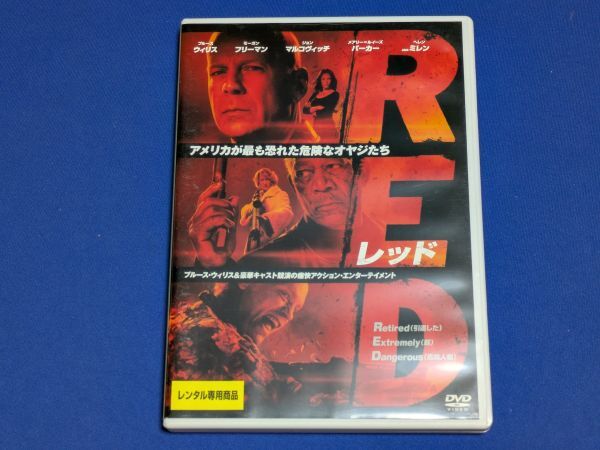 ブルース モーガン ジョン メアリー=ルイーズ ヘレン
ウィリス フリーマン マルコヴィッチ パーカー ミレン
RED
アメリカが最も恐れた危険なオヤジたち
レッド
ブルース・ウィリス&豪華キャスト競演の痛快アクション・エンターテイメント
Retired(引退した)
Extremely(超)
Dangerous(危険人物)
レンタル専用商品
DVD
VIDEO